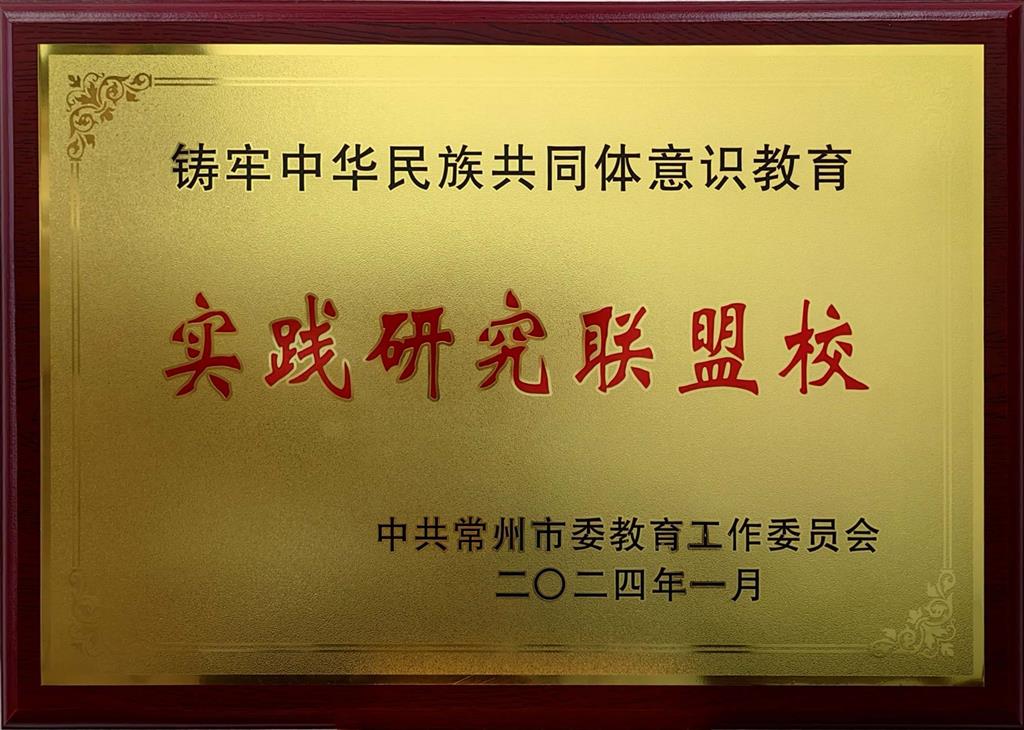 铸牢中华民族共同体意识教育
实践研究联盟校
中共常州市委教育工作委员会
二〇二四年一月